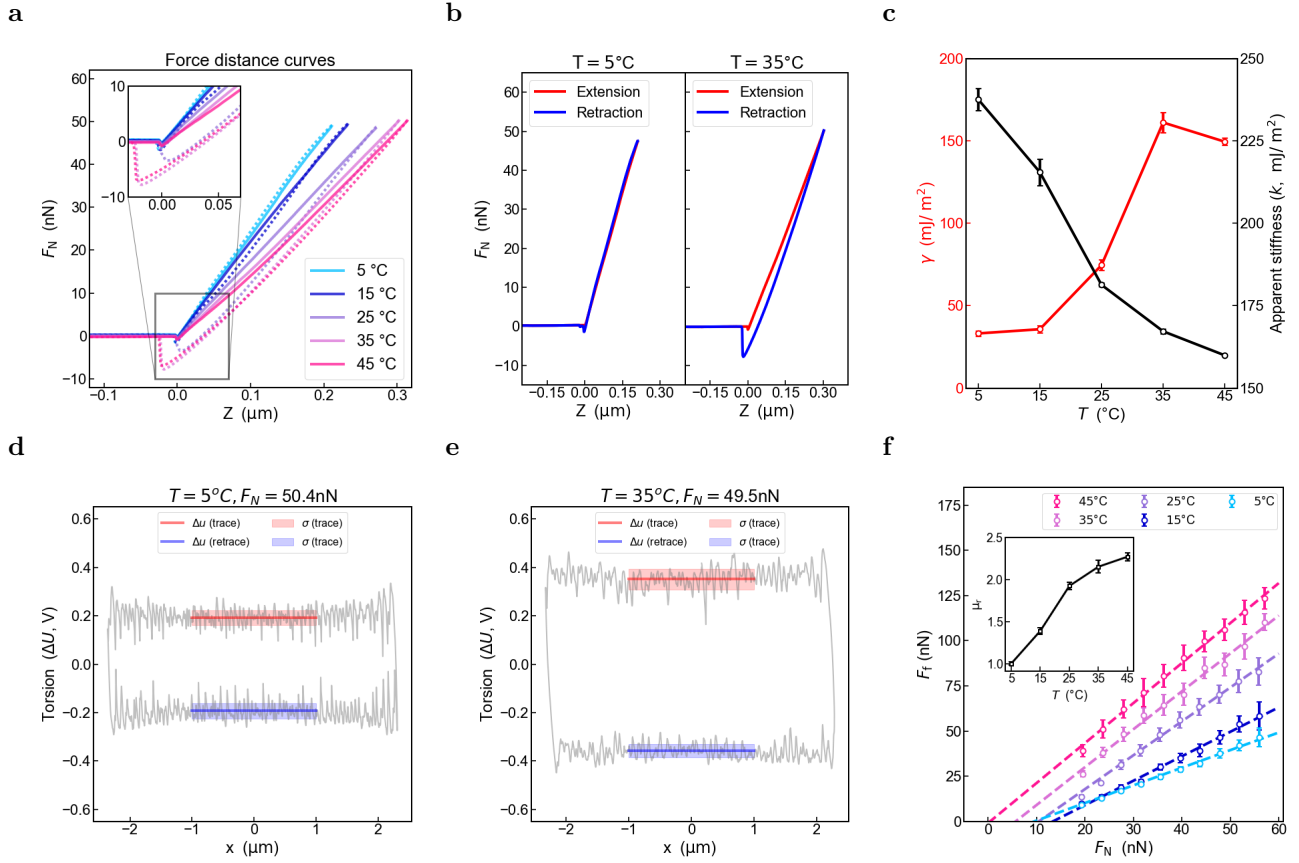 a
Force distance curves
F_N (nN)
60
50
40
30
20
10
0
−10
10
0
−10
0.00
0.05
5 °C
15 °C
25 °C
35 °C
45 °C
−0.1
0.0
0.1
0.2
0.3
Z (μm)
b
T = 5°C
T = 35°C
Extension
Retraction
Extension
Retraction
F_N (nN)
60
50
40
30
20
10
0
−10
−0.15
0.00
0.15
0.30
−0.15
0.00
0.15
0.30
Z (μm)
Z (μm)
c
γ (mJ/ m²)
200
150
100
50
0
Apparent stiffness (k, mJ/ m²)
250
225
200
175
150
5
15
25
35
45
T (°C)
d
T = 5°C, F_N = 50.4nN
Δu (trace)
σ (trace)
Δu (retrace)
σ (trace)
Torsion (ΔU, V)
0.6
0.4
0.2
0.0
−0.2
−0.4
−0.6
−2
−1
0
1
2
x (μm)
e
T = 35°C, F_N = 49.5nN
Δu (trace)
σ (trace)
Δu (retrace)
σ (trace)
Torsion (ΔU, V)
0.6
0.4
0.2
0.0
−0.2
−0.4
−0.6
−2
−1
0
1
2
x (μm)
f
45°C
25°C
5°C
35°C
15°C
F_f (nN)
175
150
125
100
75
50
25
0
μ_r
2.5
2.0
1.5
1.0
5
15
25
35
45
T (°C)
0
10
20
30
40
50
60
F_N (nN)